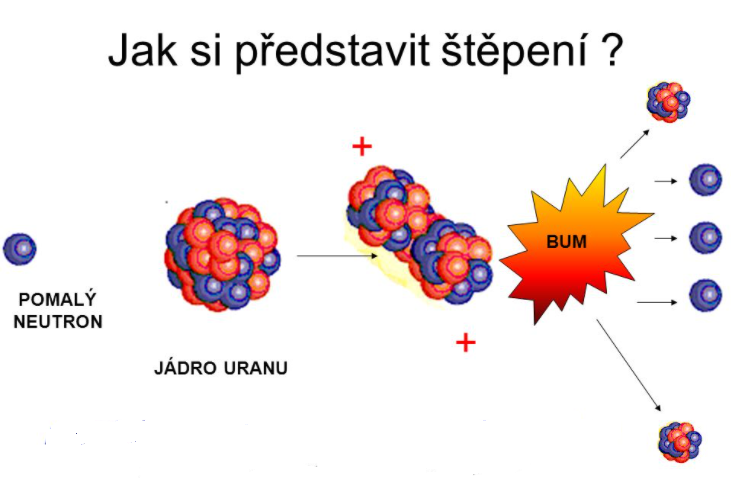 Jak si představit štěpení ?
+
BUM
POMALÝ
NEUTRON
+
JÁDRO URANU